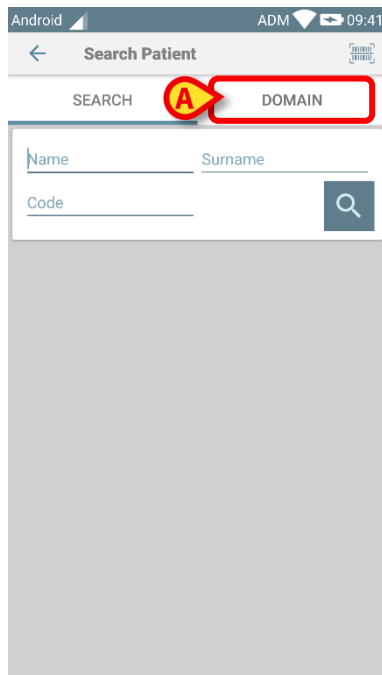 Android ADM 09:41
Search Patient
SEARCH A DOMAIN
Name Surname
Code